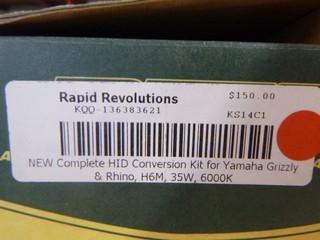 Rapid Revolutions $150.00
KQQ-136383621 KS14C1
NEW Complete HID Conversion Kit for Yamaha Grizzly
& Rhino, H6M, 35W, 6000K